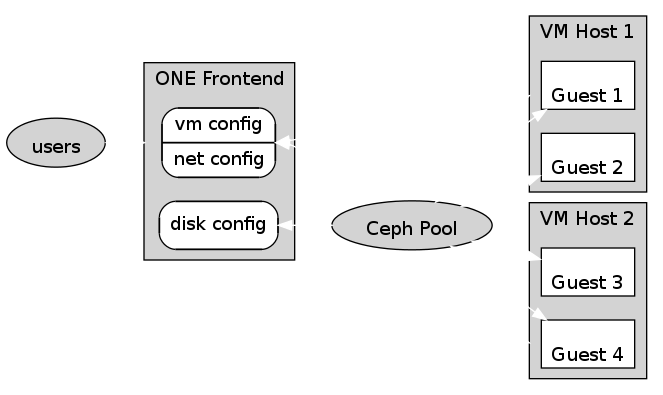 users
ONE Frontend
vm config
net config
disk config
Ceph Pool
VM Host 1
Guest 1
Guest 2
VM Host 2
Guest 3
Guest 4